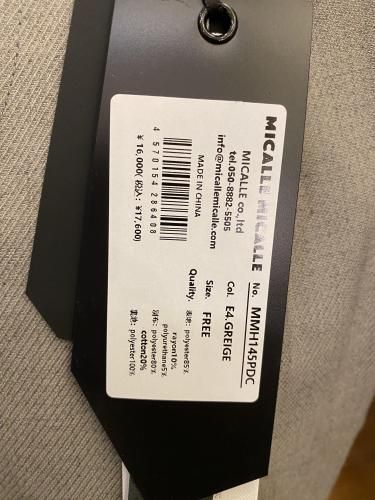 MICALLE MICALLE
MICALLE co.,ltd
tel.050-8882-5505
info@micallemicalle.com
MADE IN CHINA
4 570154 286408
¥16,000(税込：¥17,600)
No. MMH145PDC
Col. E4.GREIGE
Size. FREE
Quality. 表地：polyester85%
rayon10%
polyurethane5%
別布：polyester80%
cotton20%
裏地：polyester100%